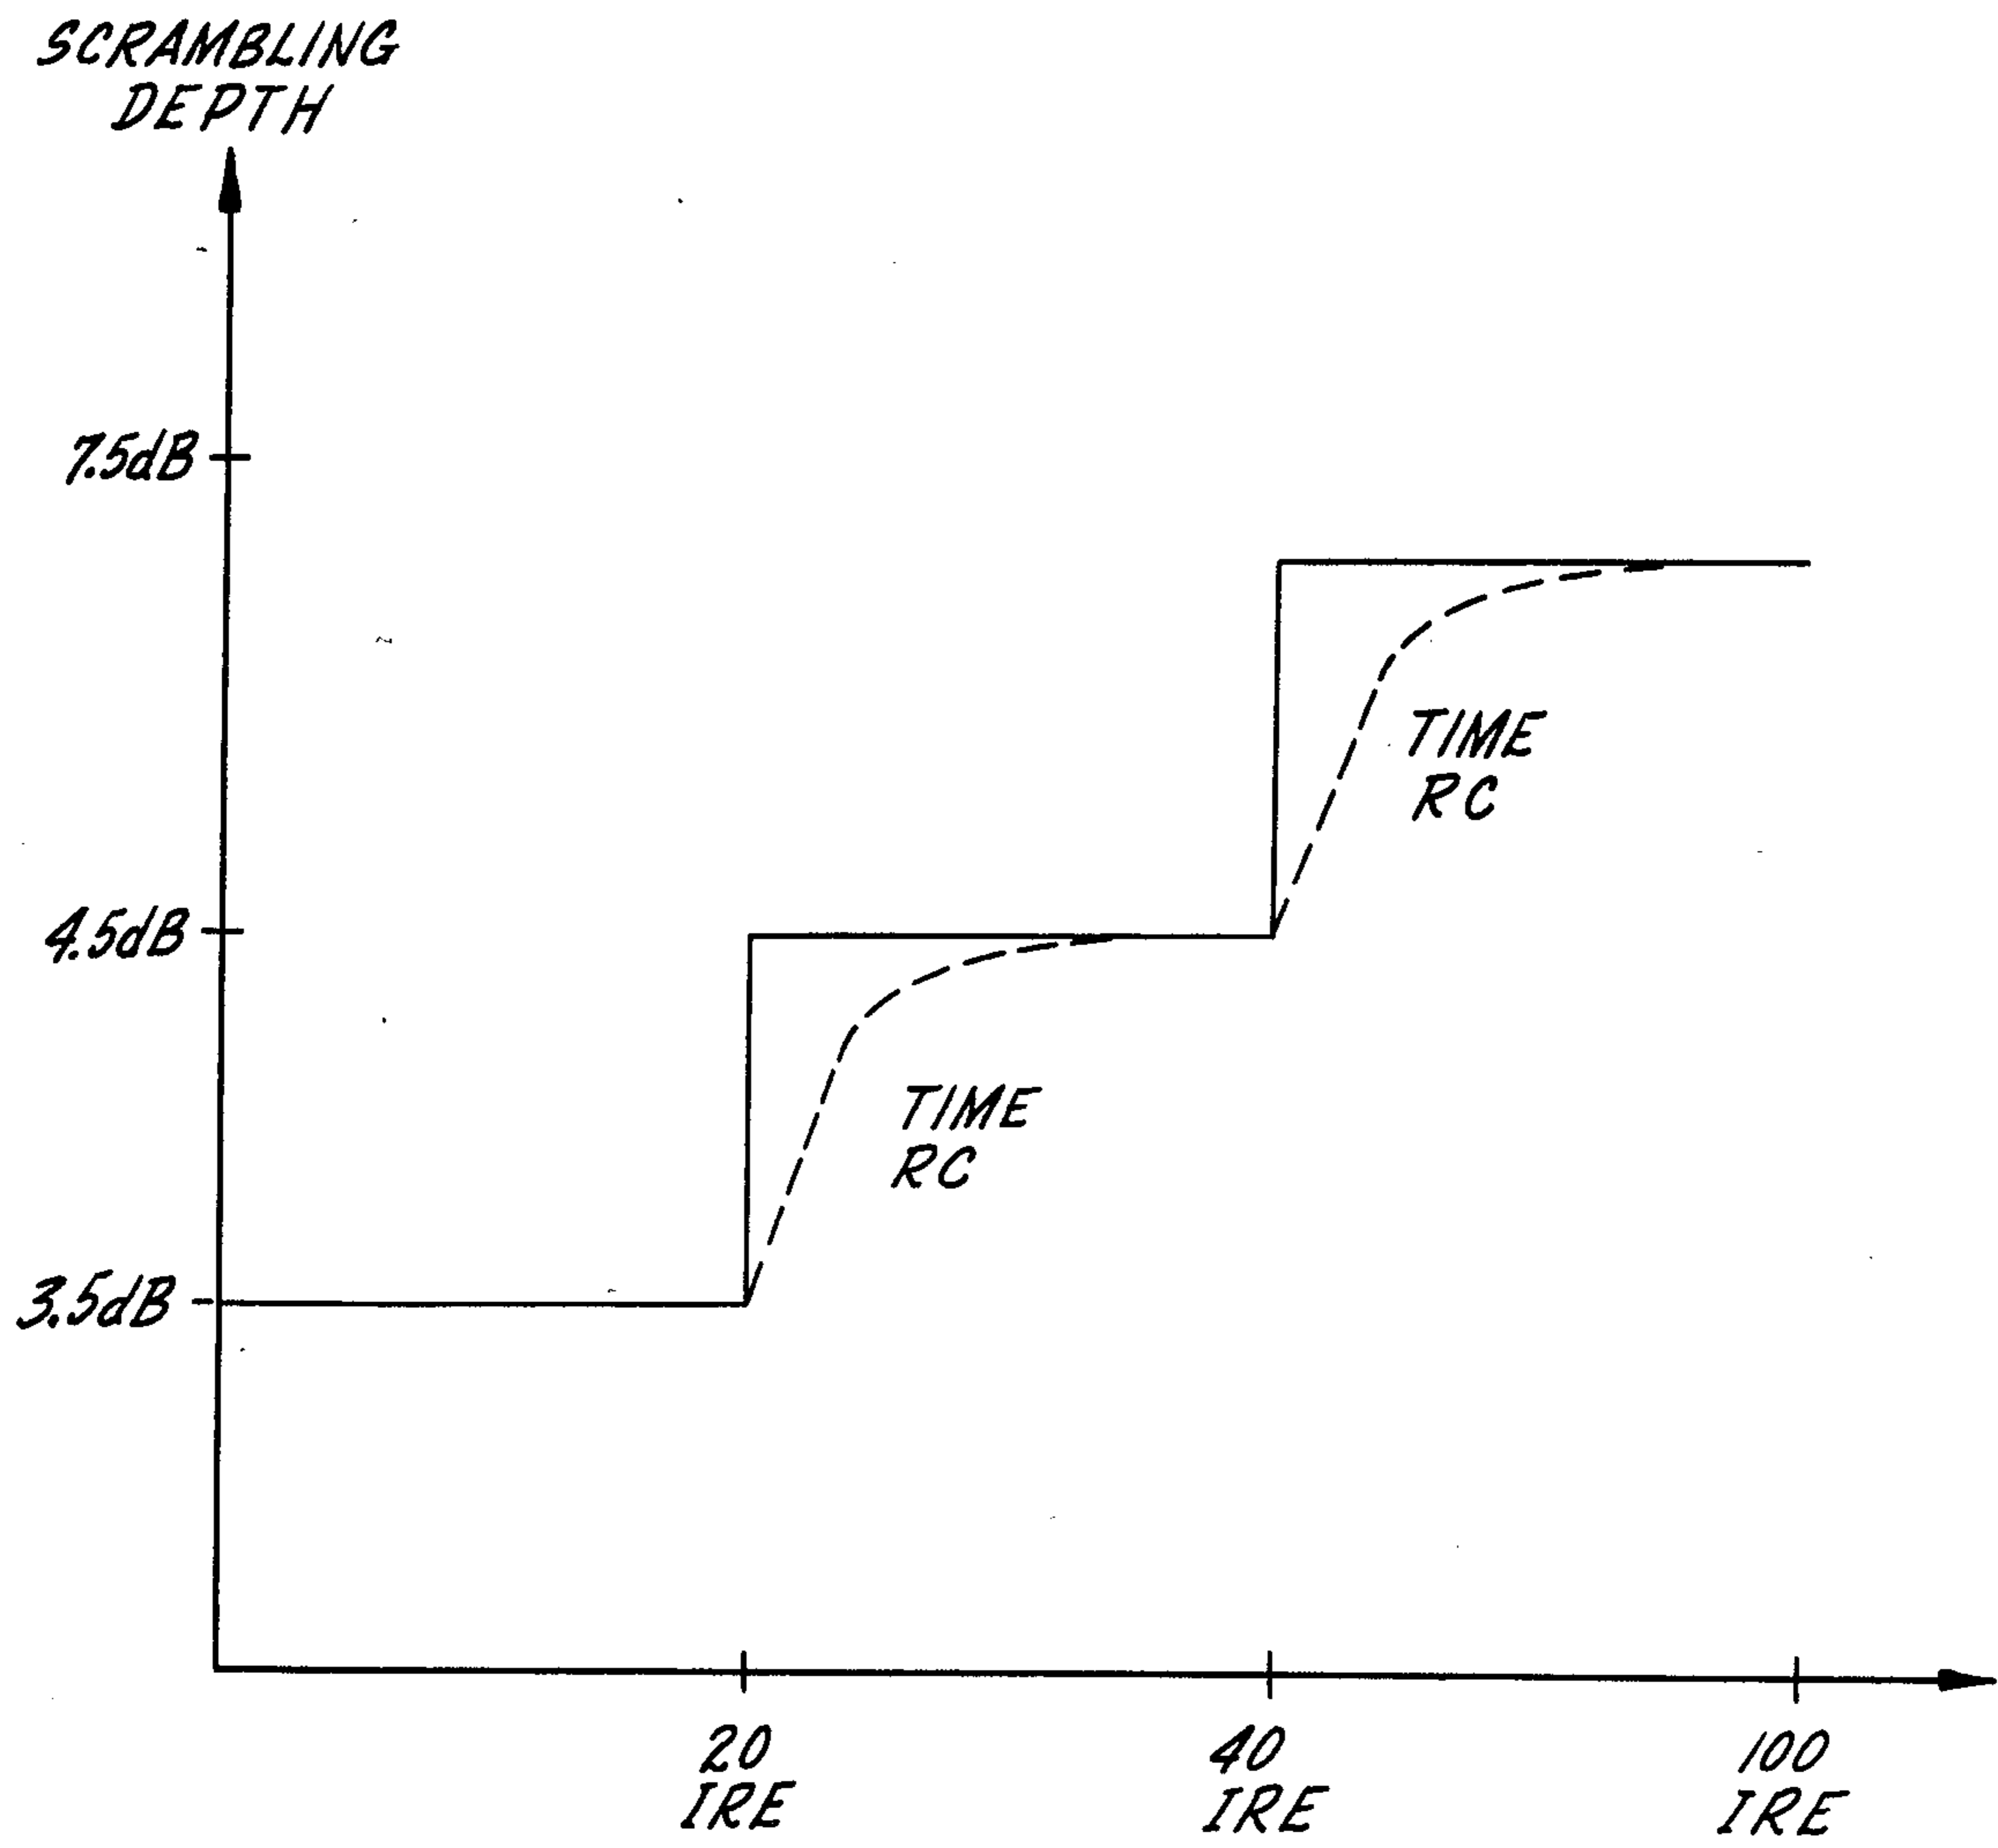 SCRAMBLING
DEPTH
7.5dB
TIME
RC
4.5dB
TIME
RC
3.5dB
20
IRE
40
IRE
100
IRE